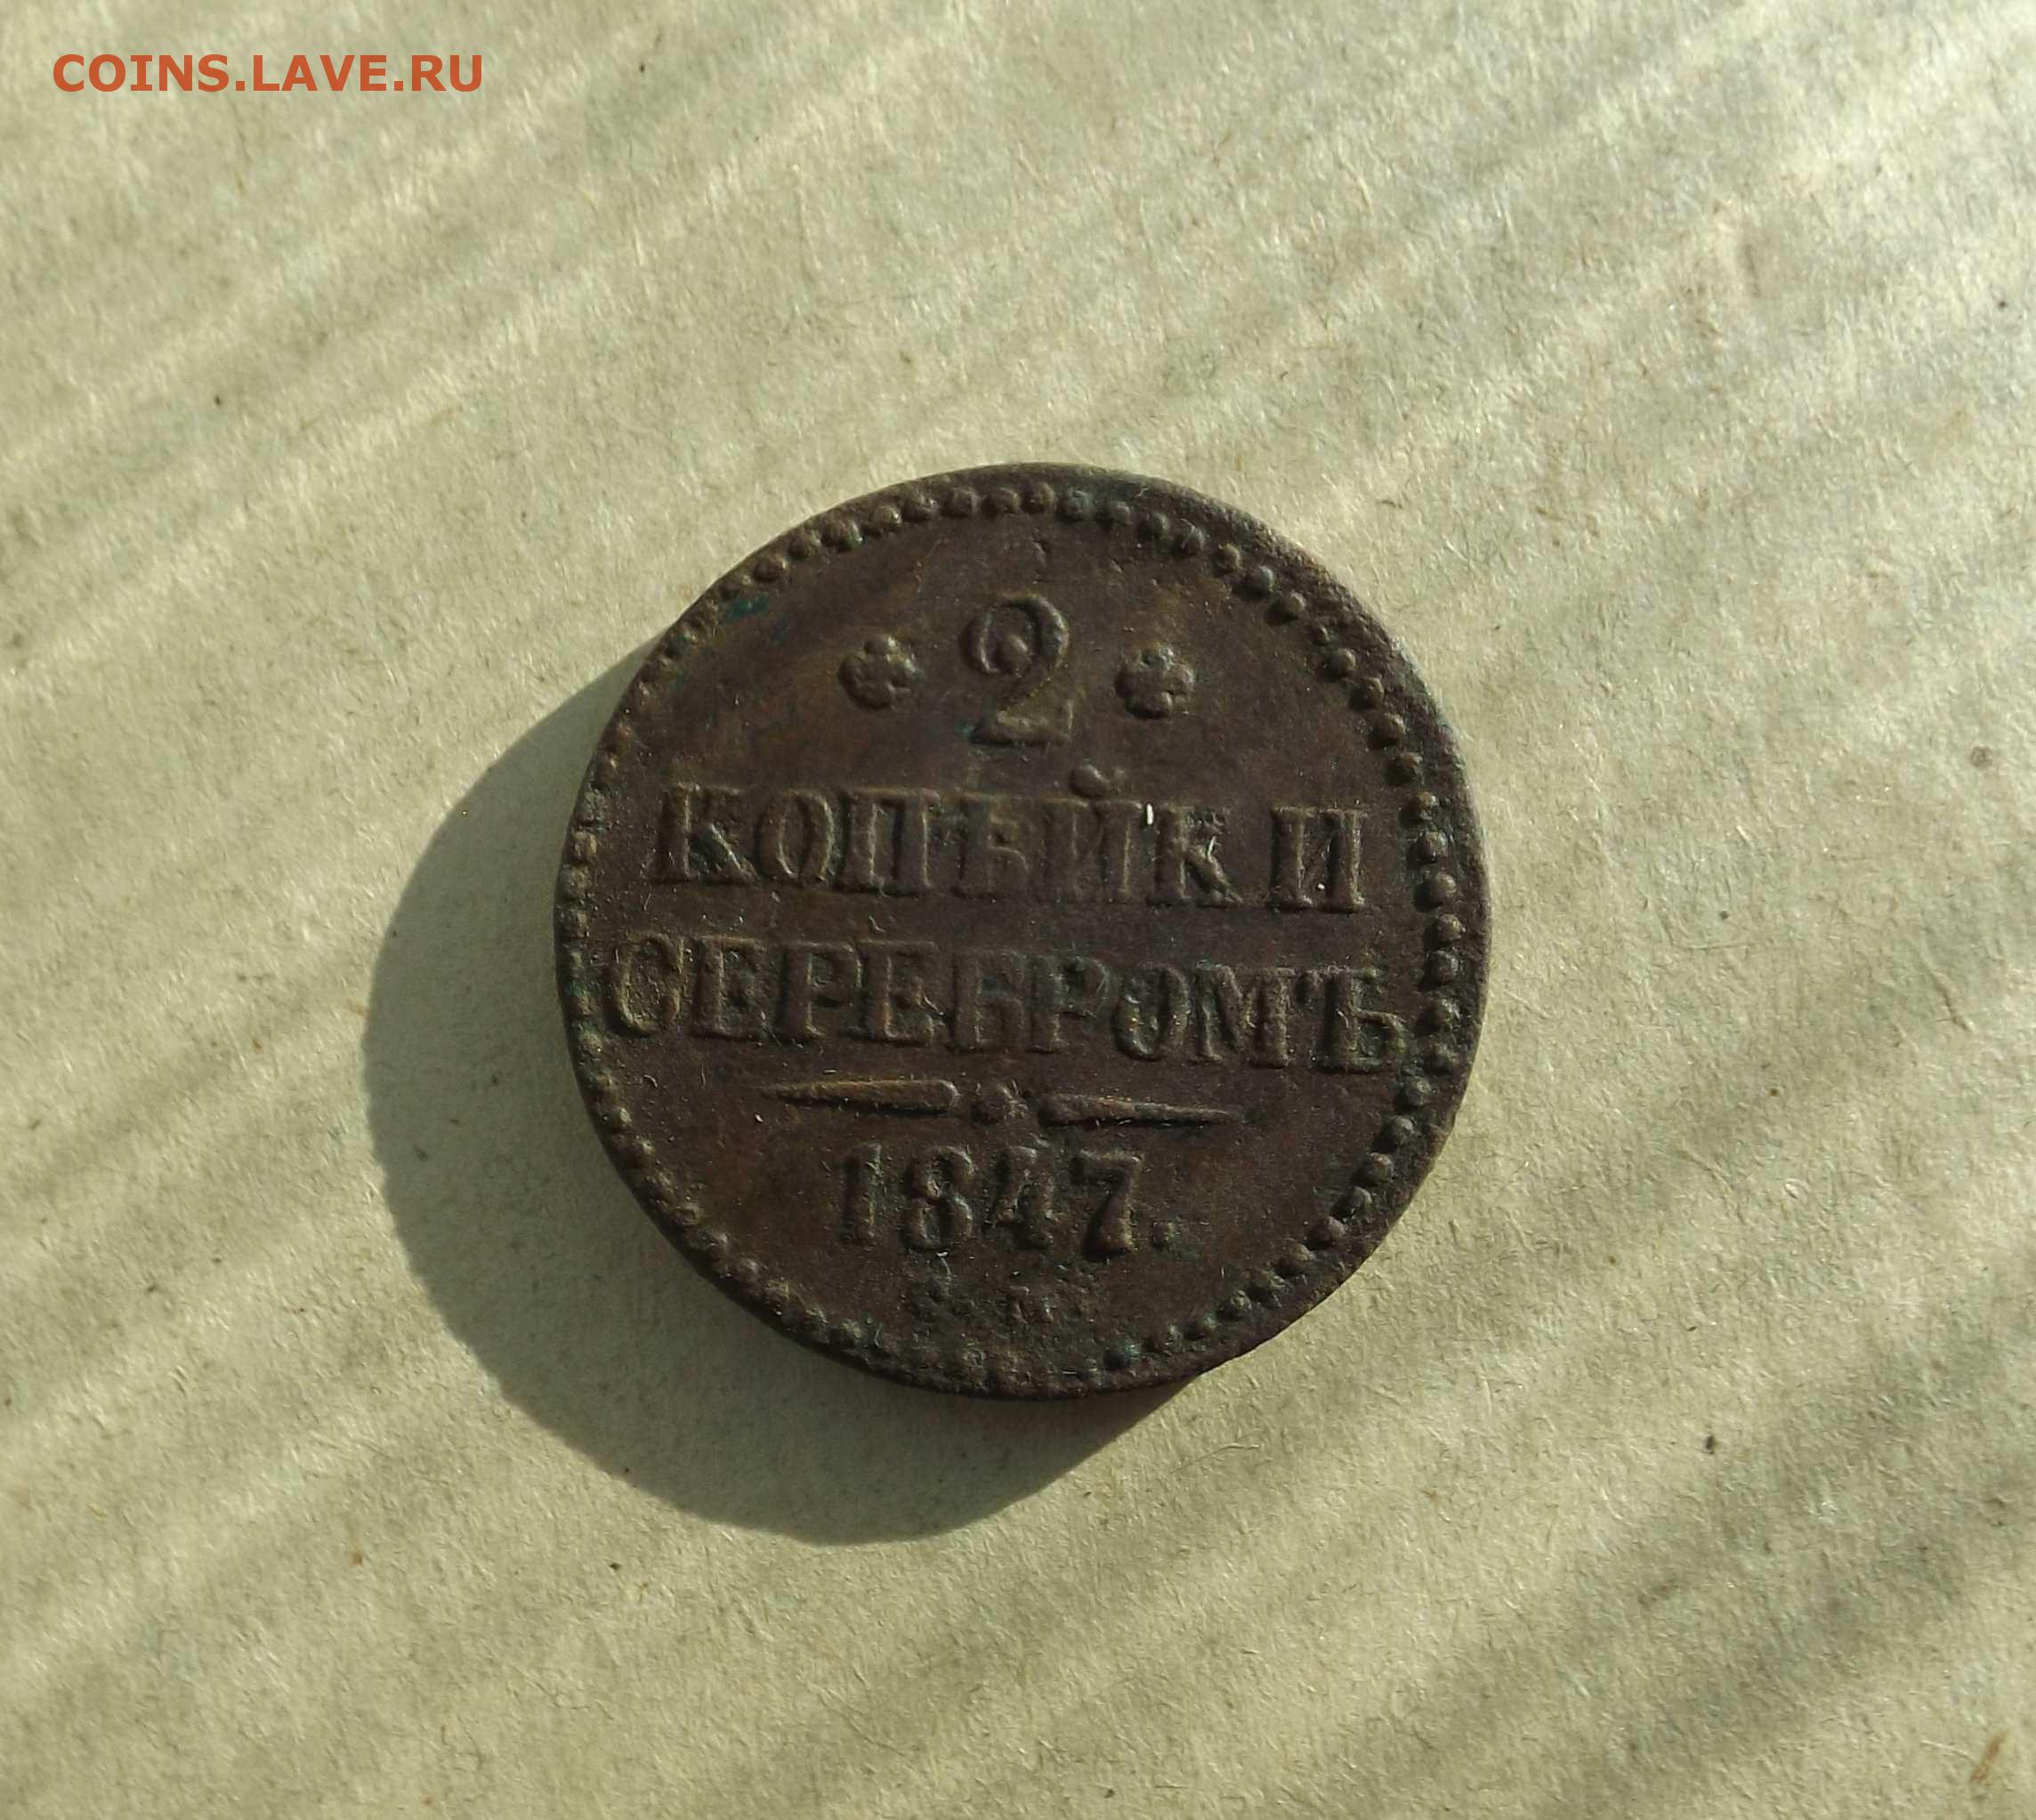 COINS.LAVE.RU
2
КОПѢЙКИ
СЕРЕБРОМЪ
1847.